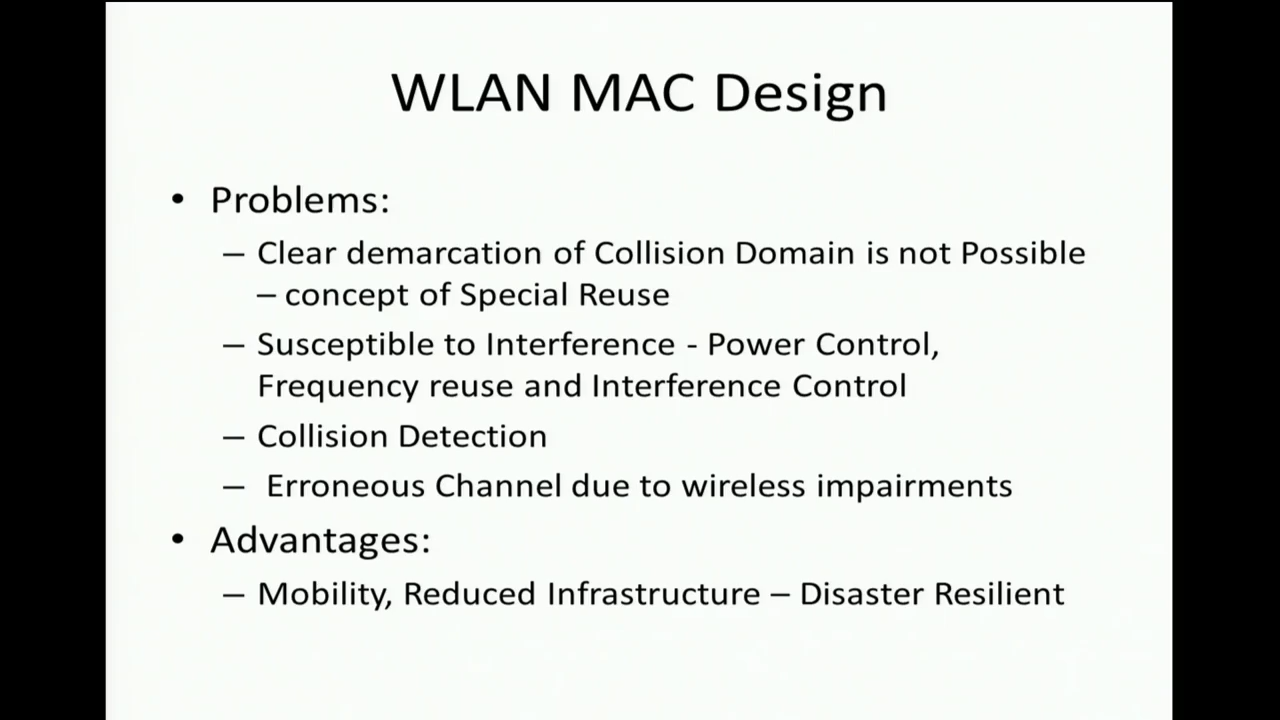 WLAN MAC Design
• Problems:
– Clear demarcation of Collision Domain is not Possible
– concept of Special Reuse
– Susceptible to Interference - Power Control,
Frequency reuse and Interference Control
– Collision Detection
– Erroneous Channel due to wireless impairments
• Advantages:
– Mobility, Reduced Infrastructure – Disaster Resilient